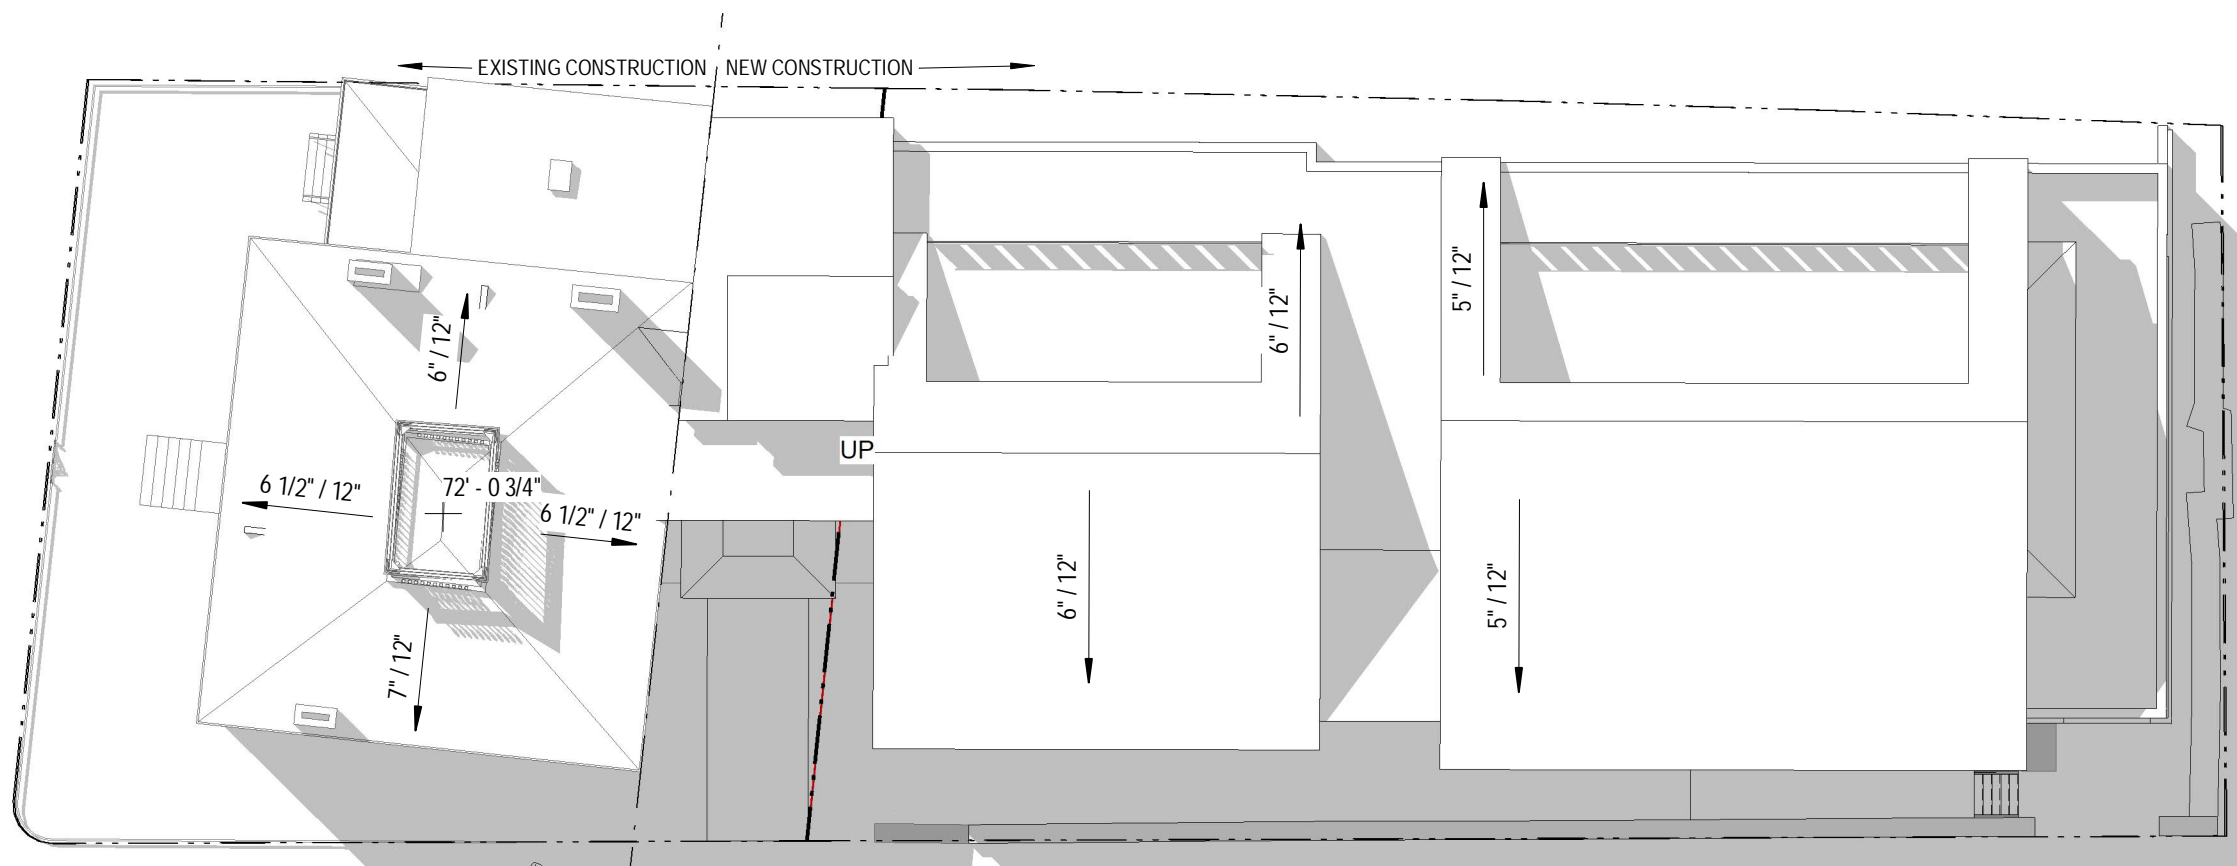 EXISTING CONSTRUCTION
NEW CONSTRUCTION
6" / 12"
6 1/2" / 12"
72' - 0 3/4"
6 1/2" / 12"
7" / 12"
UP
6" / 12"
6" / 12"
5" / 12"
5" / 12"